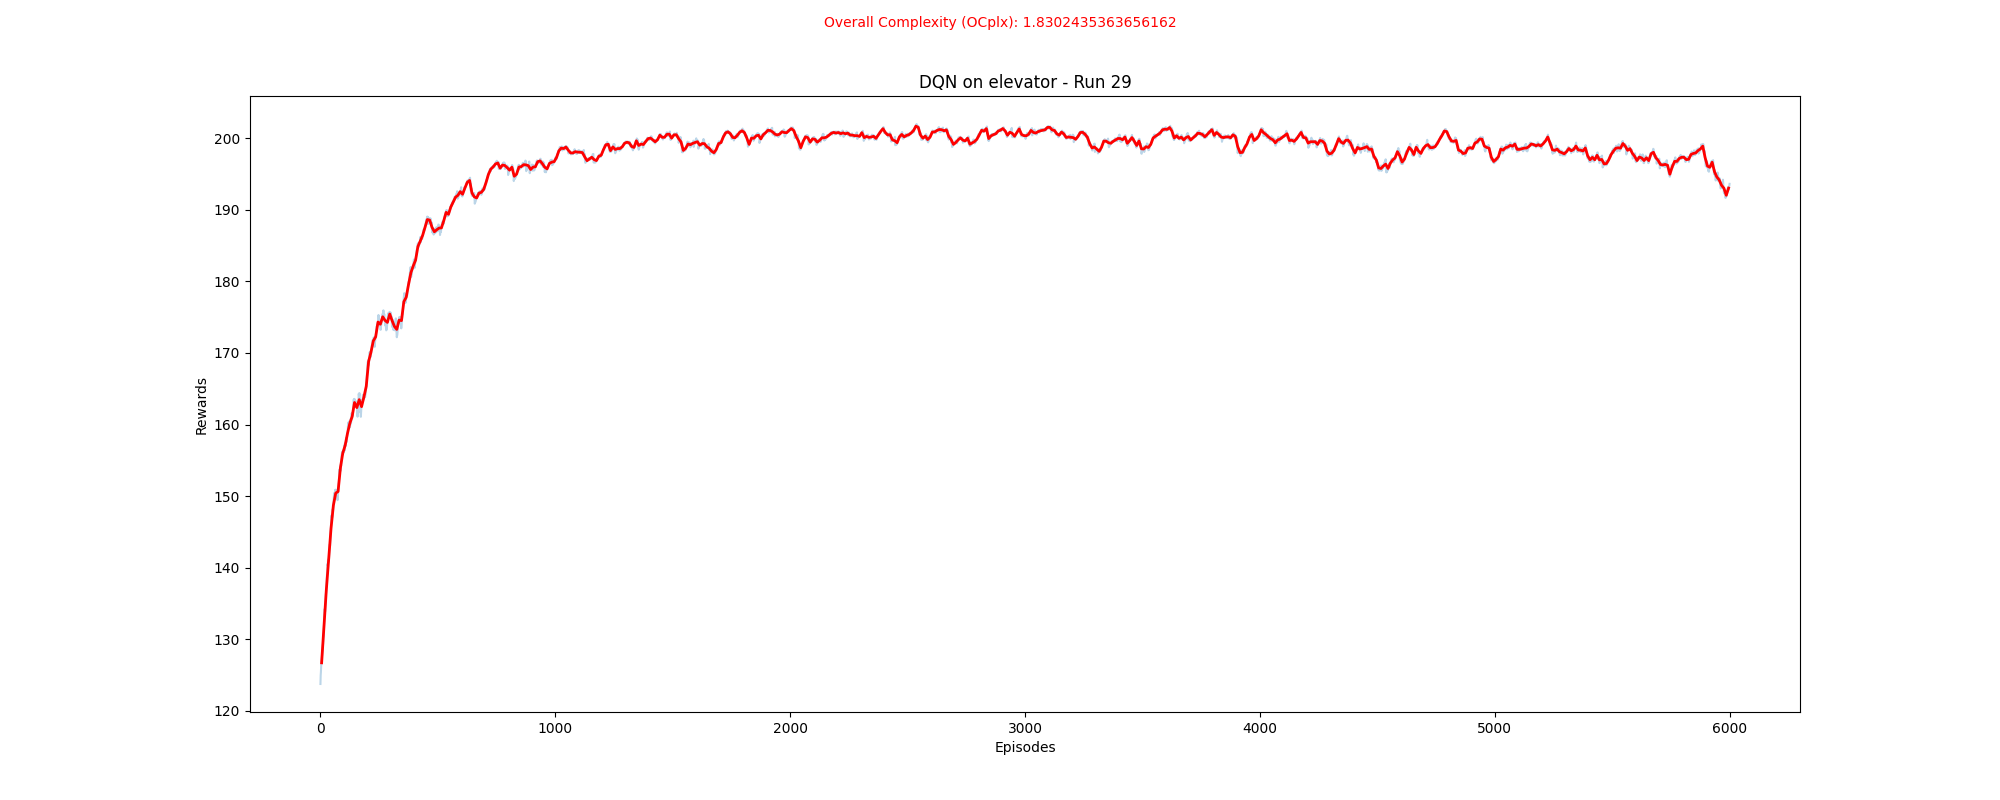 Overall Complexity (OCplx): 1.8302435363656162
DQN on elevator - Run 29
Rewards
200
190
180
170
160
150
140
130
120
0 1000 2000 3000 4000 5000 6000
Episodes